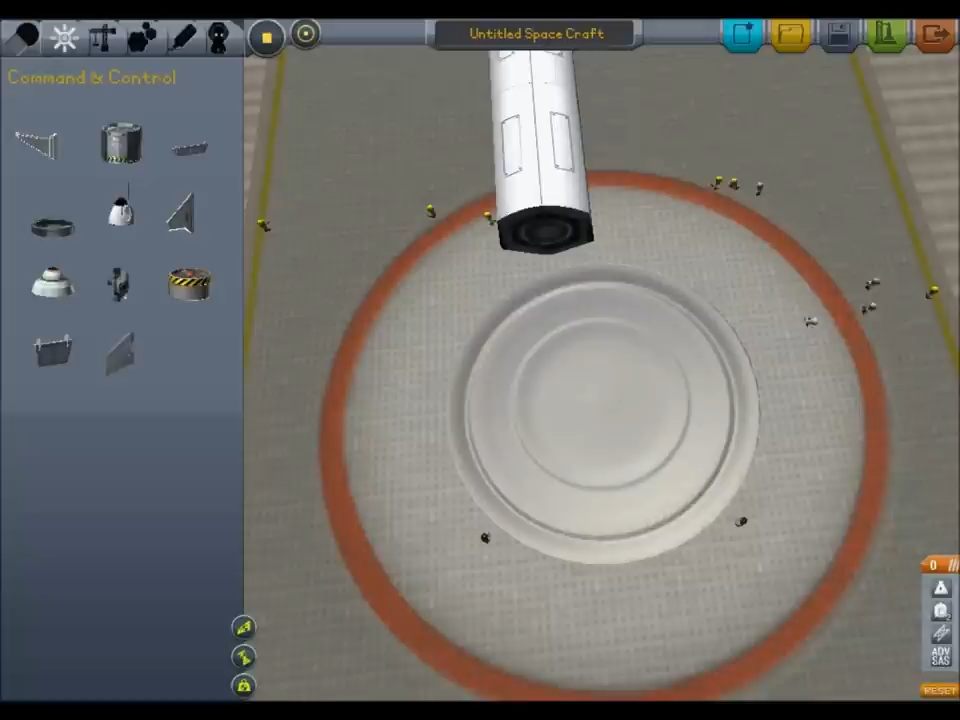 Untitled Space Craft
Command & Control
0
ADV
SAS
RESET